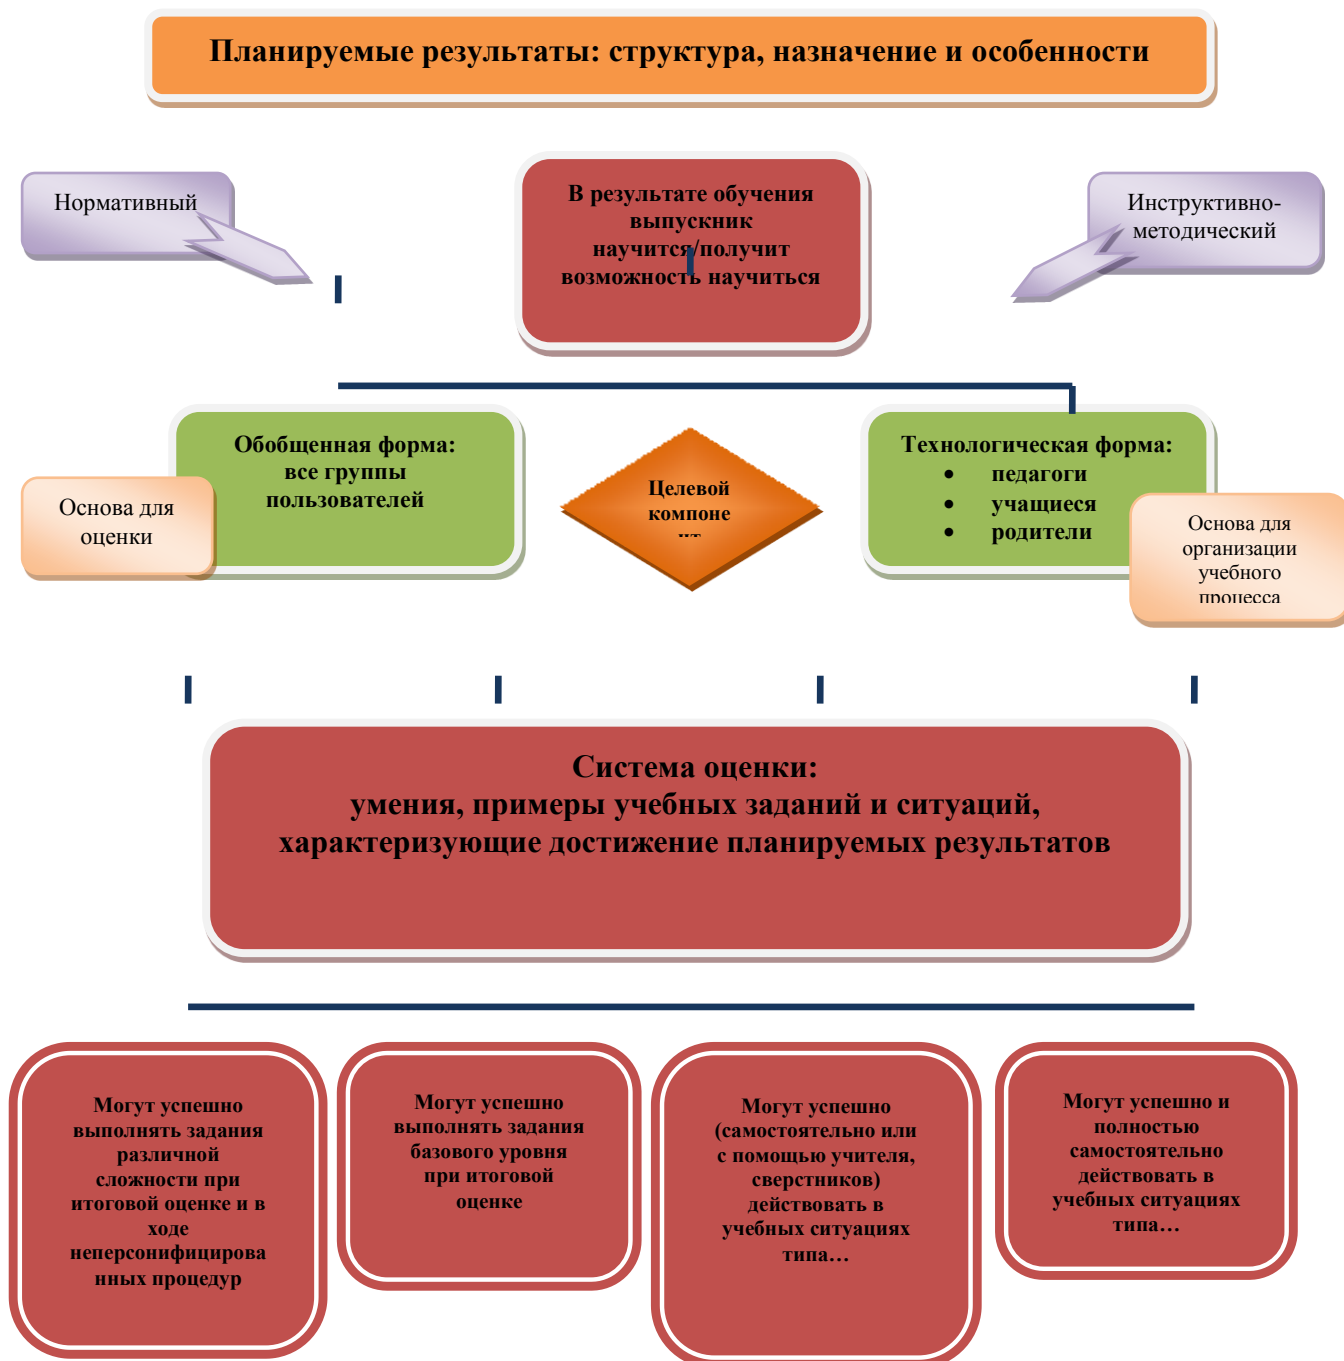 Планируемые результаты: структура, назначение и особенности
Нормативный
В результате обучения
выпускник
научится/получит
возможность научиться
Инструктивно-
методический
Обобщенная форма:
все группы
пользователей
Основа для
оценки
Целевой
компоне
нт
Технологическая форма:
• педагоги
• учащиеся
• родители
Основа для
организации
учебного
процесса
Система оценки:
умения, примеры учебных заданий и ситуаций,
характеризующие достижение планируемых результатов
Могут успешно
выполнять задания
различной
сложности при
итоговой оценке и в
ходе
неперсонифицирова
нных процедур
Могут успешно
выполнять задания
базового уровня
при итоговой
оценке
Могут успешно
(самостоятельно или
с помощью учителя,
сверстников)
действовать в
учебных ситуациях
типа…
Могут успешно и
полностью
самостоятельно
действовать в
учебных ситуациях
типа…